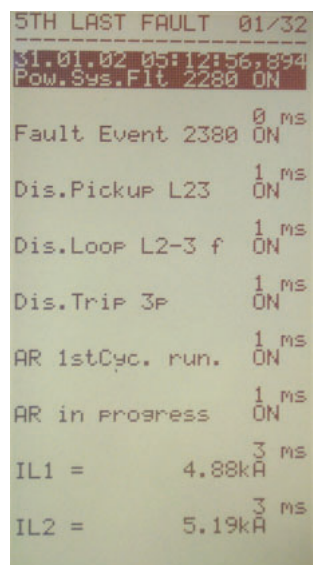 5TH LAST FAULT 01/32
31.01.02 05:12:56,894
Pow.Sys.Flt 2280 ON
0 ms
Fault Event 2380 ON
1 ms
Dis.Pickup L23 ON
1 ms
Dis.Loop L2-3 f ON
1 ms
Dis.Trip 3p ON
1 ms
AR 1stCyc. run. ON
1 ms
AR in progress ON
3 ms
IL1 = 4.88kA
3 ms
IL2 = 5.19kA